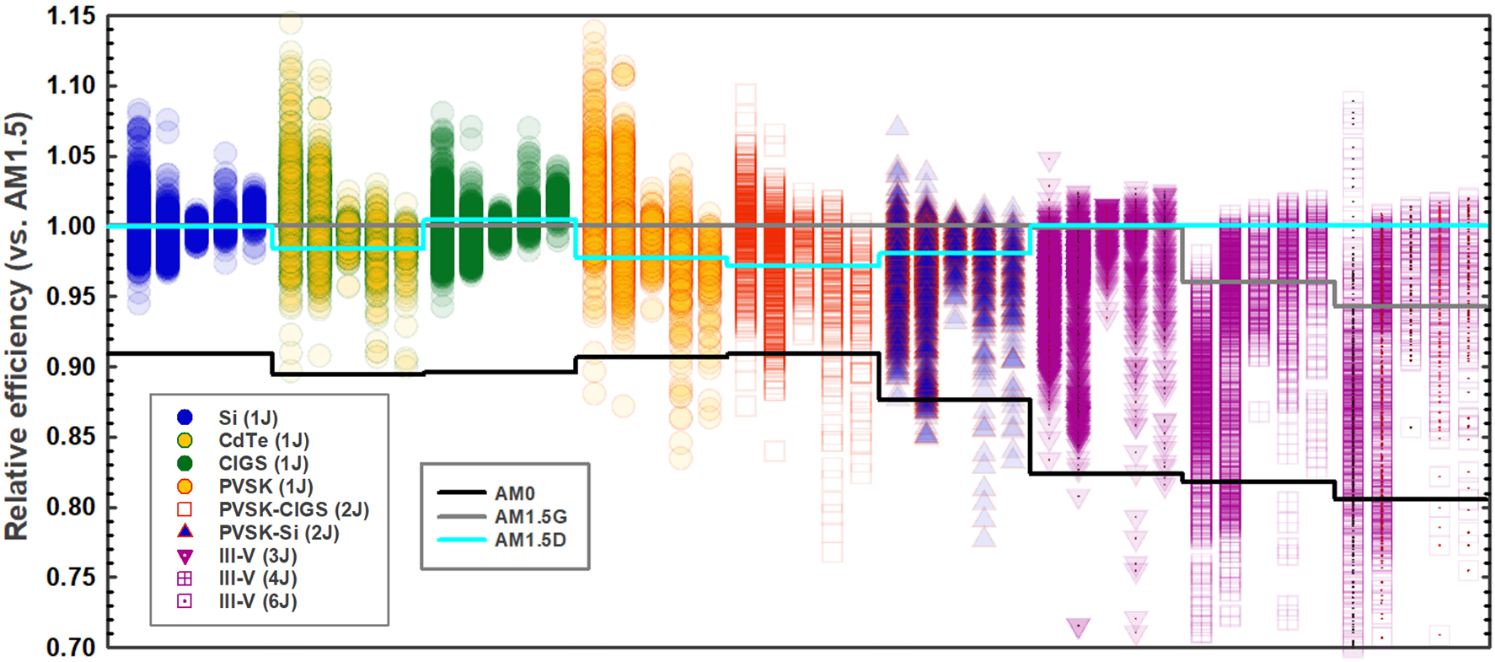 Relative efficiency (vs. AM1.5)
1.15
1.10
1.05
1.00
0.95
0.90
0.85
0.80
0.75
0.70
Si (1J)
CdTe (1J)
CIGS (1J)
PVSK (1J)
PVSK-CIGS (2J)
PVSK-Si (2J)
III-V (3J)
III-V (4J)
III-V (6J)
AM0
AM1.5G
AM1.5D